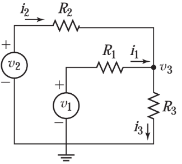 i₂ R₂
+
v₂
−
R₁ i₁
v₃
+
v₁
−
R₃
i₃